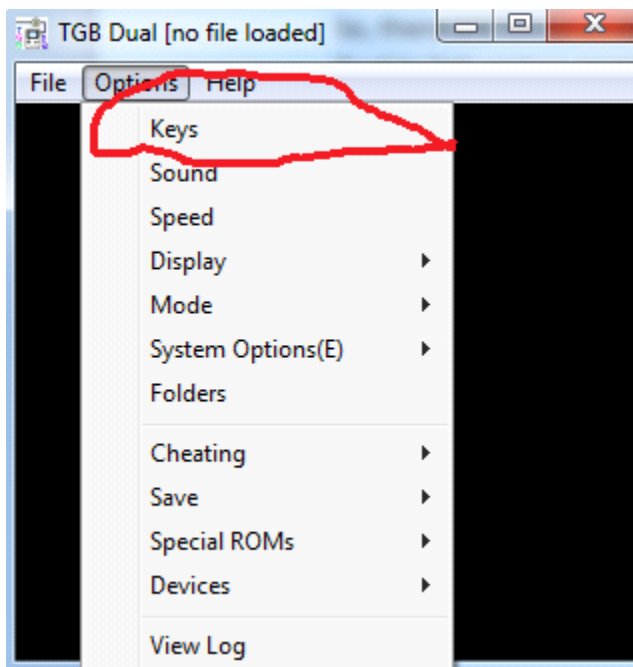 TGB Dual [no file loaded]
File Options Help
Keys
Sound
Speed
Display
Mode
System Options(E)
Folders
Cheating
Save
Special ROMs
Devices
View Log